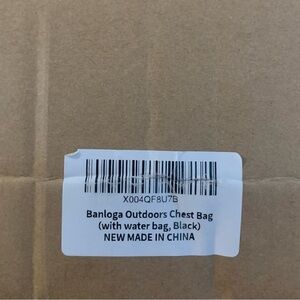 X004QF8U7B
Banloga Outdoors Chest Bag
(with water bag, Black)
NEW MADE IN CHINA